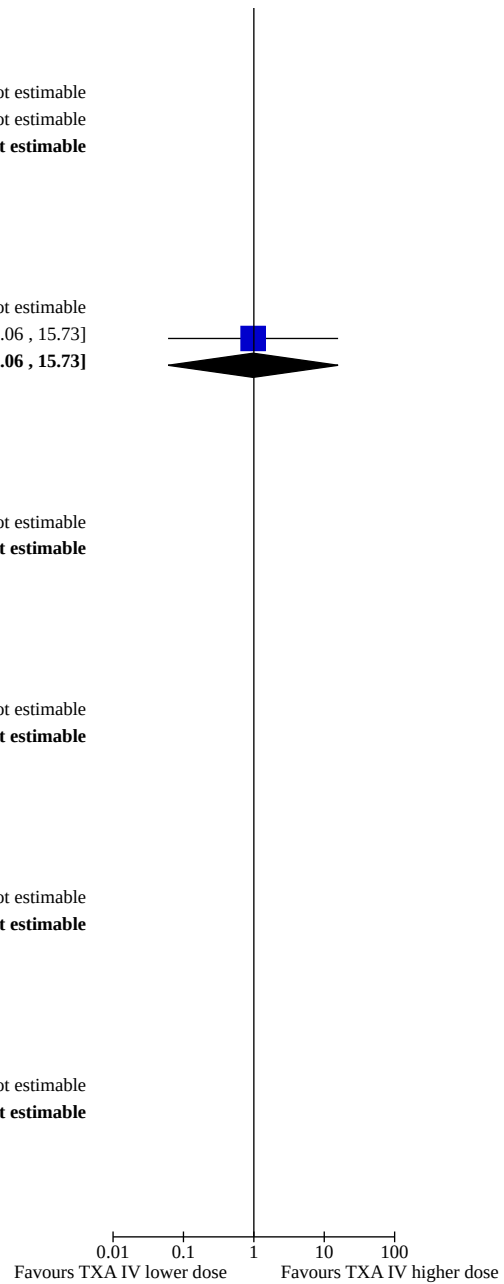 ot estimable
ot estimable
t estimable
ot estimable
.06 , 15.73]
.06 , 15.73]
ot estimable
t estimable
ot estimable
t estimable
ot estimable
t estimable
ot estimable
t estimable
0.01 0.1 1 10 100
Favours TXA IV lower dose Favours TXA IV higher dose